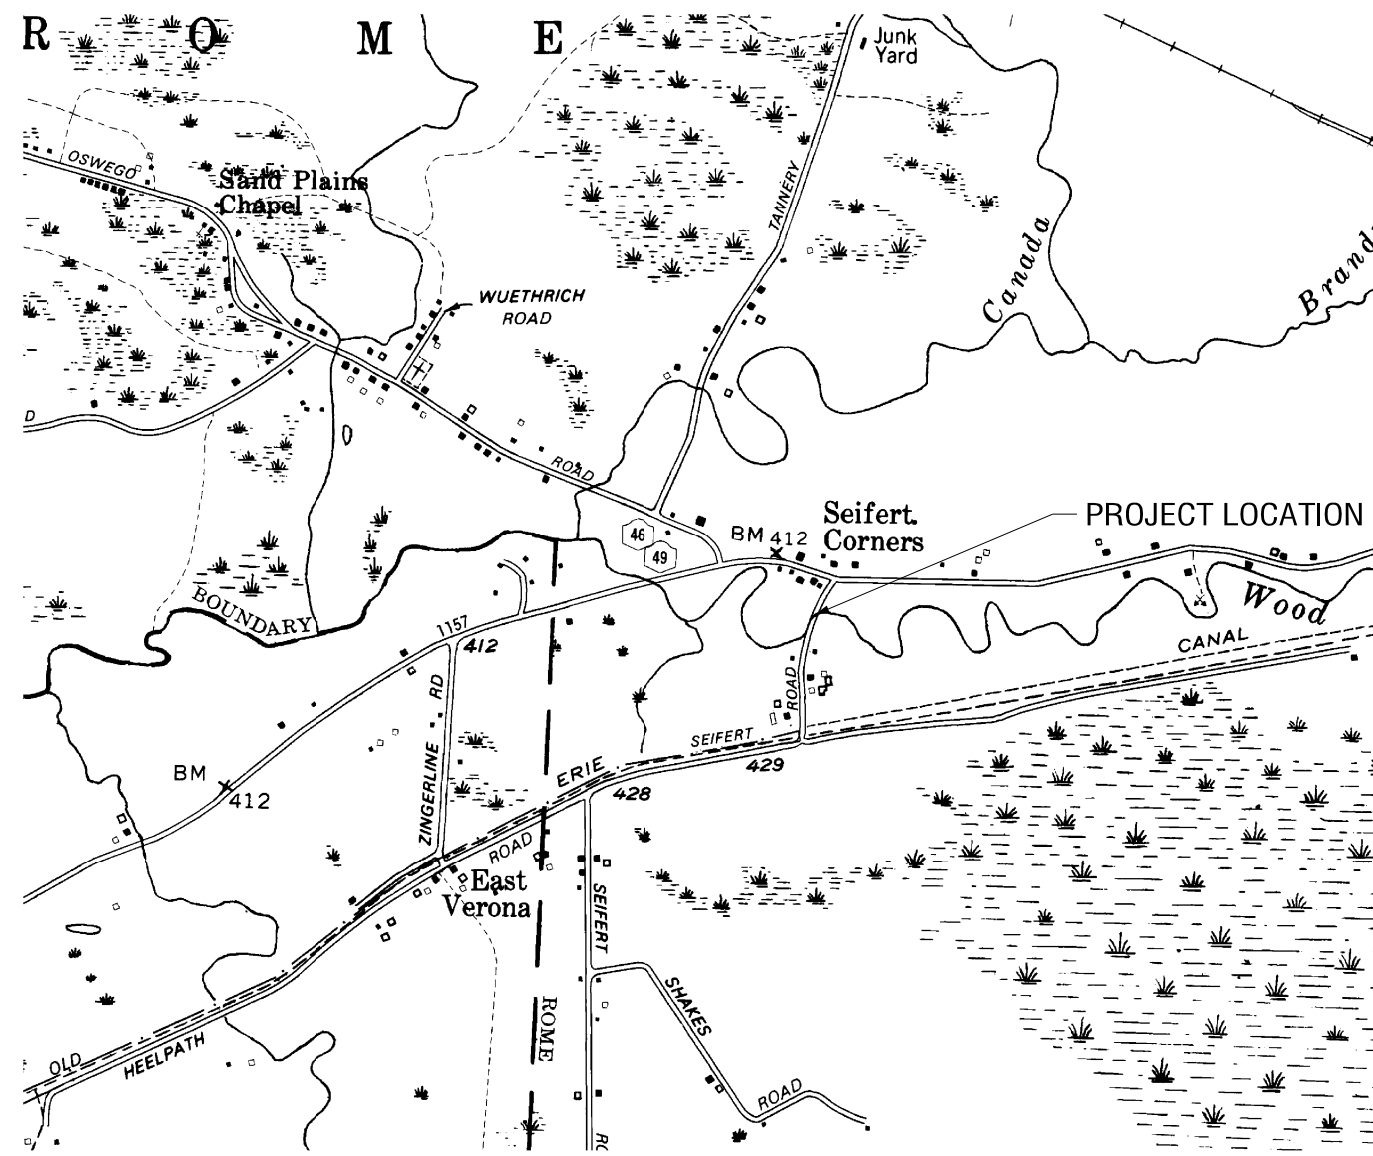 R O M E
Junk
Yard
OSWEGO
Sand Plains
Chapel
TANNERY
Canada
WUETHRICH
ROAD
D
ROAD
46
49
BM 412
Seifert
Corners
PROJECT LOCATION
BOUNDARY
1157
412
Wood
CANAL
ROAD
RD
ZINGERLINE
SEIFERT
429
BM
412
ERIE
428
ROAD
East
Verona
SEIFERT
SHAKES
ROAD
ROME
OLD
HEELPATH